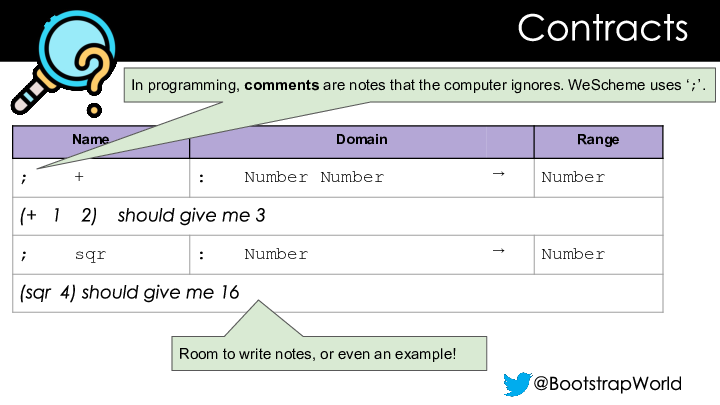 Contracts
In programming, comments are notes that the computer ignores. WeScheme uses ‘;’.
Name Domain Range
; + : Number Number → Number
(+ 1 2) should give me 3
; sqr : Number → Number
(sqr 4) should give me 16
Room to write notes, or even an example!
@BootstrapWorld